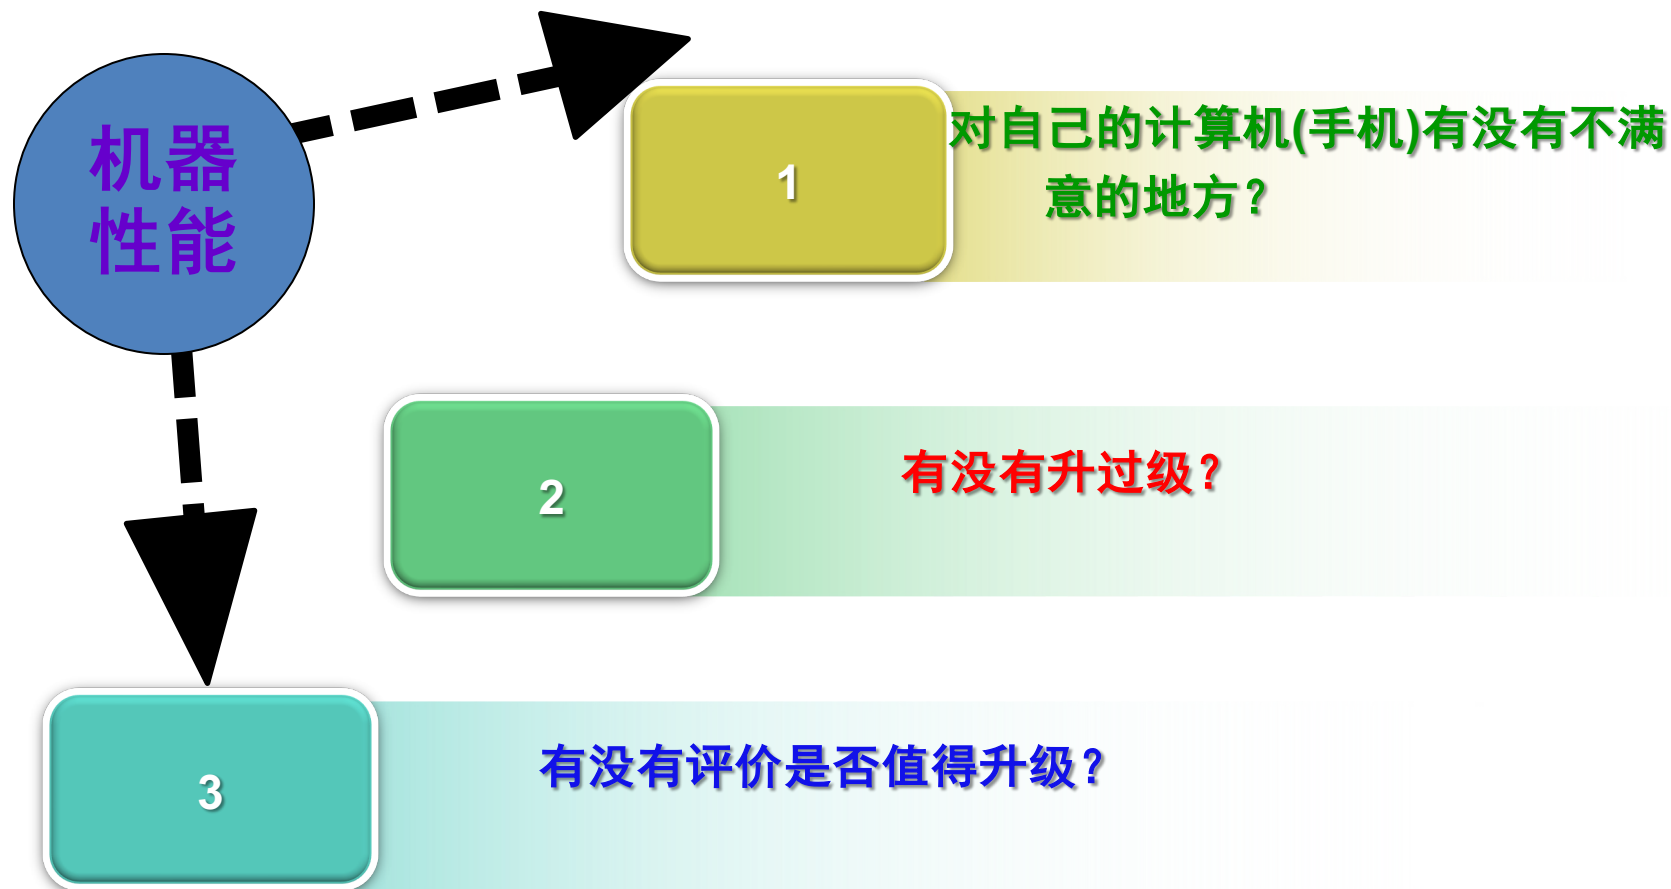 机器
性能
1
对自己的计算机(手机)有没有不满
意的地方？
2
有没有升过级？
3
有没有评价是否值得升级？